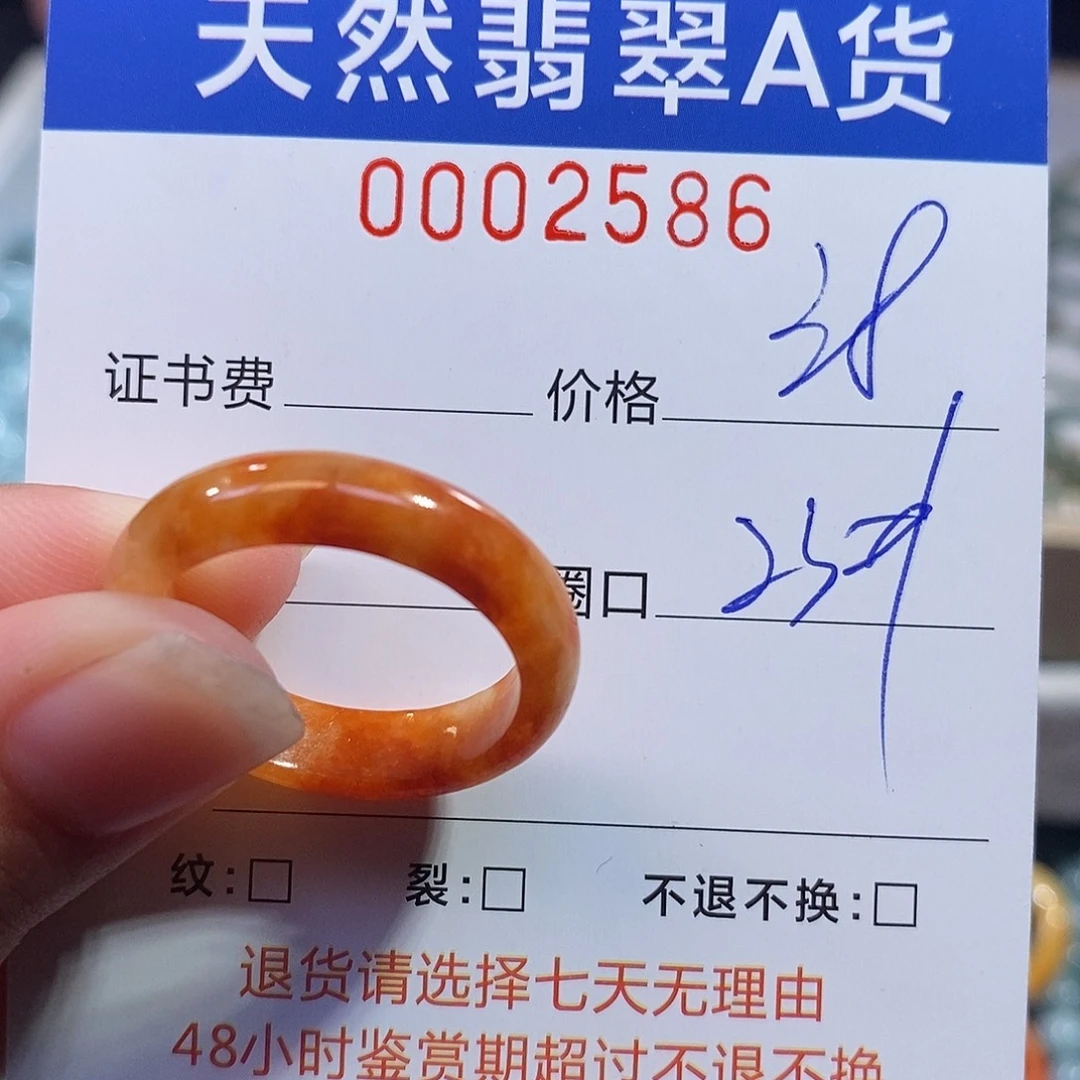 天然翡翠A货
0002586
证书费 价格 38
圈口 257
纹:□ 裂:□ 不退不换:□
退货请选择七天无理由
48小时鉴赏期超过不退不换